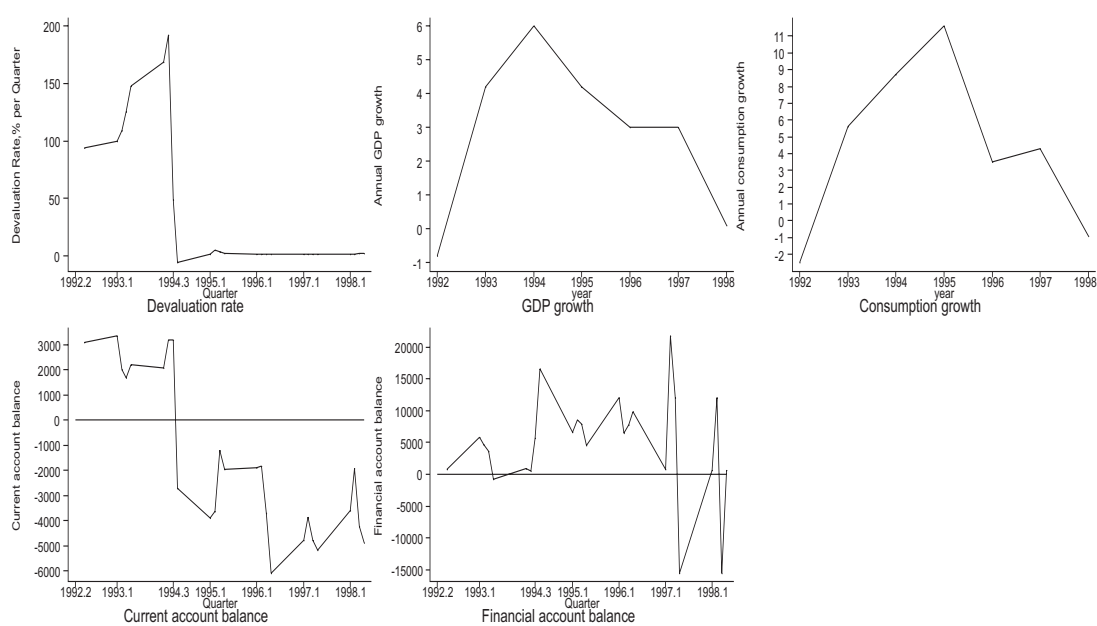 Devaluation Rate,% per Quarter
200
150
100
50
0
1992.2 1993.1 1994.3 1995.1 1996.1 1997.1 1998.1
Quarter
Devaluation rate
Annual GDP growth
6
5
4
3
2
1
0
-1
1992 1993 1994 1995 1996 1997 1998
year
GDP growth
Annual consumption growth
11
10
9
8
7
6
5
4
3
2
1
0
-1
-2
1992 1993 1994 1995 1996 1997 1998
year
Consumption growth
Current account balance
3000
2000
1000
0
-1000
-2000
-3000
-4000
-5000
-6000
1992.2 1993.1 1994.3 1995.1 1996.1 1997.1 1998.1
Quarter
Current account balance
Financial account balance
20000
15000
10000
5000
0
-5000
-10000
-15000
1992.2 1993.1 1994.3 1995.1 1996.1 1997.1 1998.1
Quarter
Financial account balance